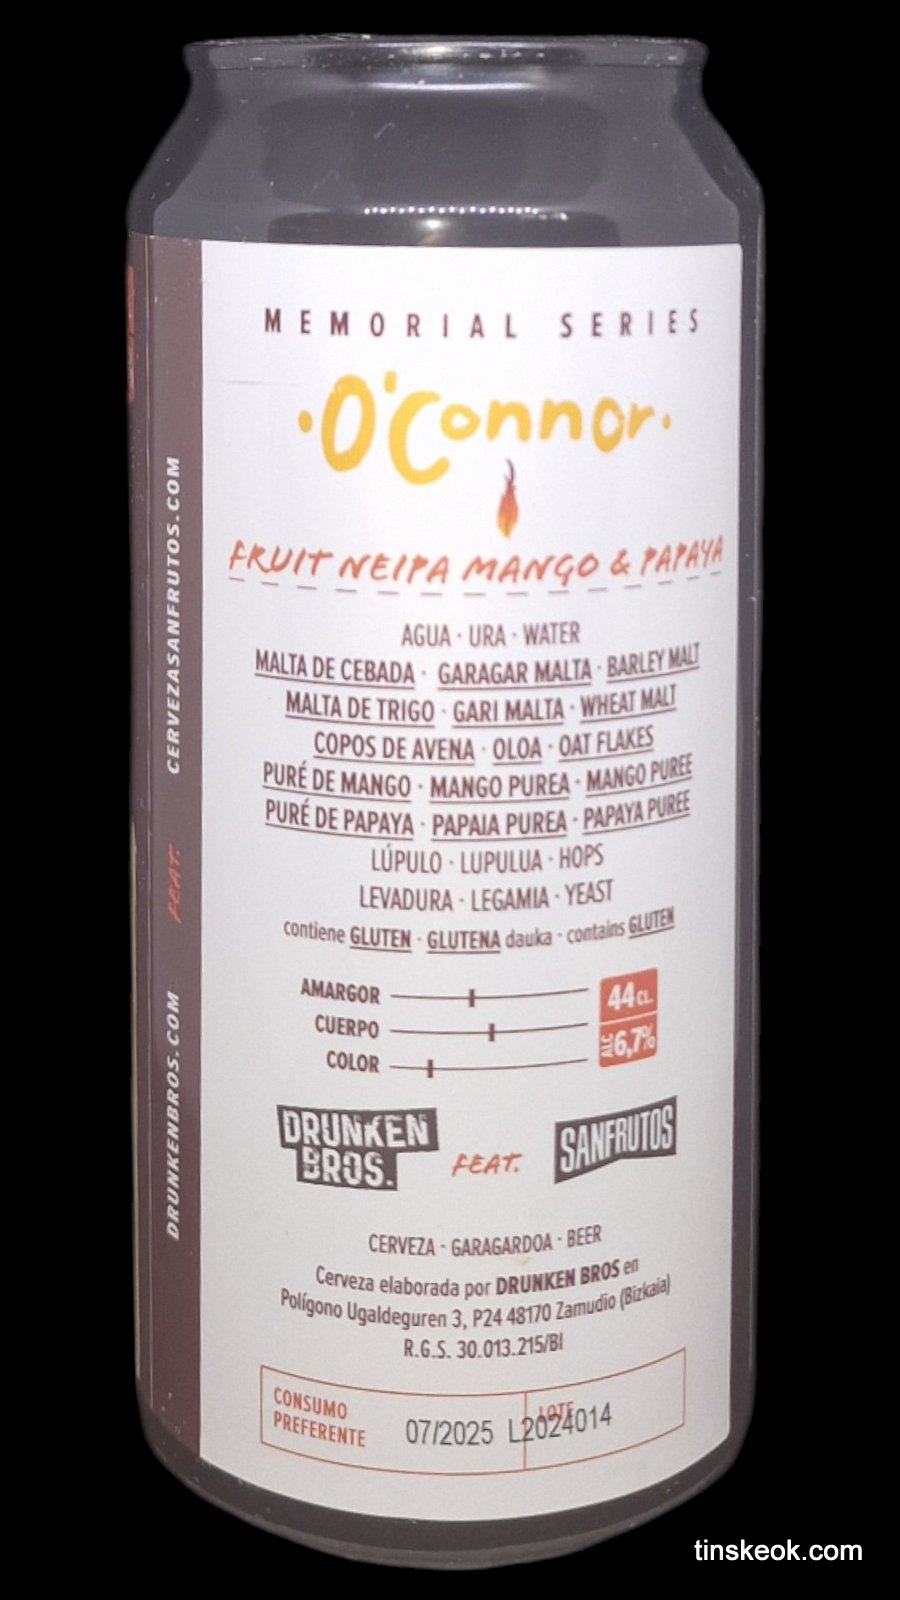 MEMORIAL SERIES
·O'Connor·
FRUIT NEIPA MANGO & PAPAYA
AGUA · URA · WATER
MALTA DE CEBADA · GARAGAR MALTA · BARLEY MALT
MALTA DE TRIGO · GARI MALTA · WHEAT MALT
COPOS DE AVENA · OLOA · OAT FLAKES
PURÉ DE MANGO · MANGO PUREA · MANGO PUREE
PURÉ DE PAPAYA · PAPAIA PUREA · PAPAYA PUREE
LÚPULO · LUPULUA · HOPS
LEVADURA · LEGAMIA · YEAST
contiene GLUTEN · GLUTENA dauka · contains GLUTEN
AMARGOR
CUERPO
COLOR
44 CL.
ALC 6,7%
DRUNKEN
BROS.
FEAT.
SANFRUTOS
CERVEZA · GARAGARDOA · BEER
Cerveza elaborada por DRUNKEN BROS en
Polígono Ugaldeguren 3, P24 48170 Zamudio (Bizkaia)
R.G.S. 30.013.215/BI
CONSUMO
PREFERENTE
07/2025
LOTE
L2024014
DRUNKENBROS.COM FEAT. CERVEZASANFRUTOS.COM
tinskeok.com